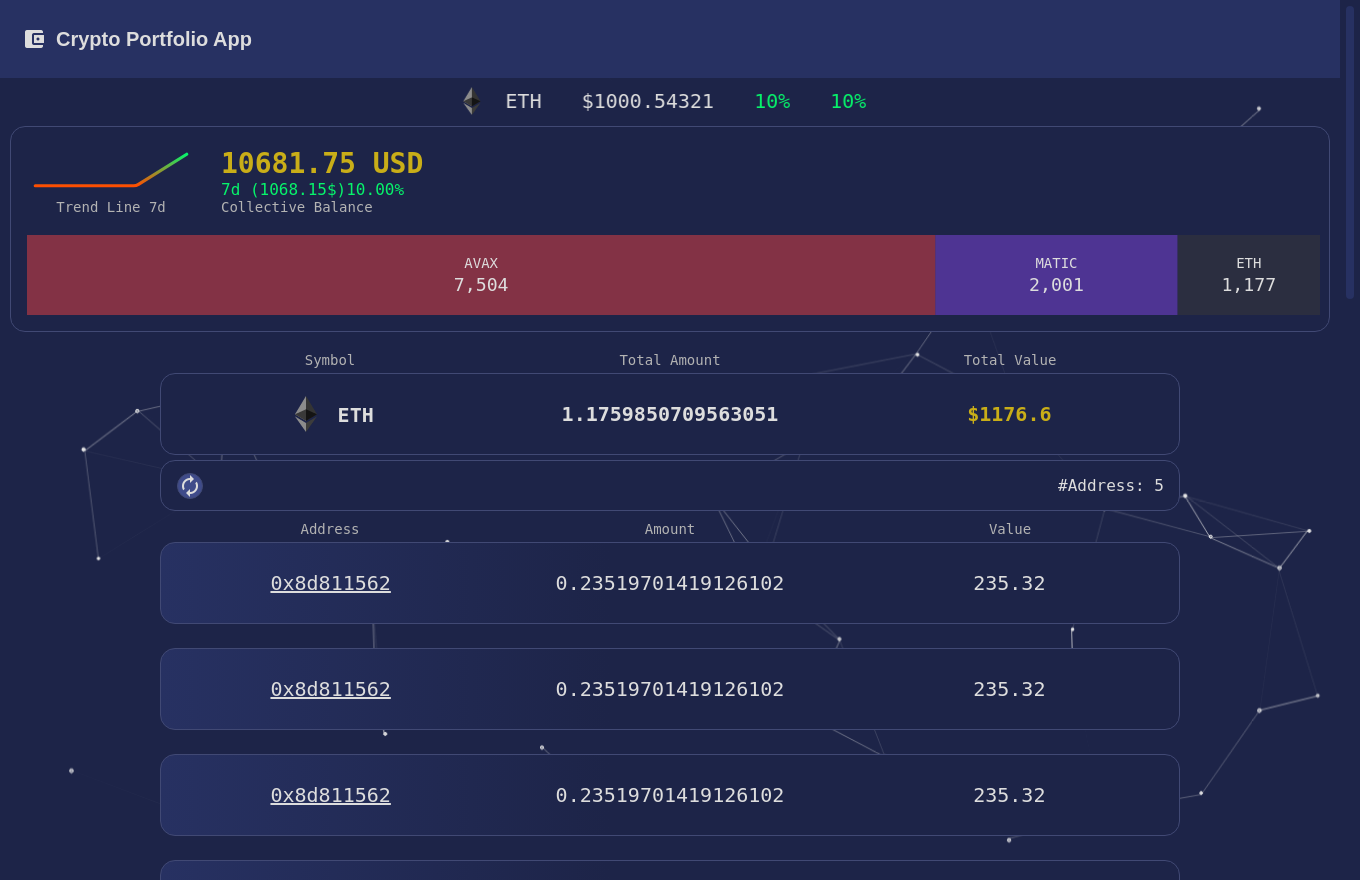 Crypto Portfolio App
ETH $1000.54321 10% 10%
10681.75 USD
7d (1068.15$)10.00%
Trend Line 7d Collective Balance
AVAX MATIC ETH
7,504 2,001 1,177
Symbol Total Amount Total Value
ETH 1.1759850709563051 $1176.6
#Address: 5
Address Amount Value
0x8d811562 0.23519701419126102 235.32
0x8d811562 0.23519701419126102 235.32
0x8d811562 0.23519701419126102 235.32